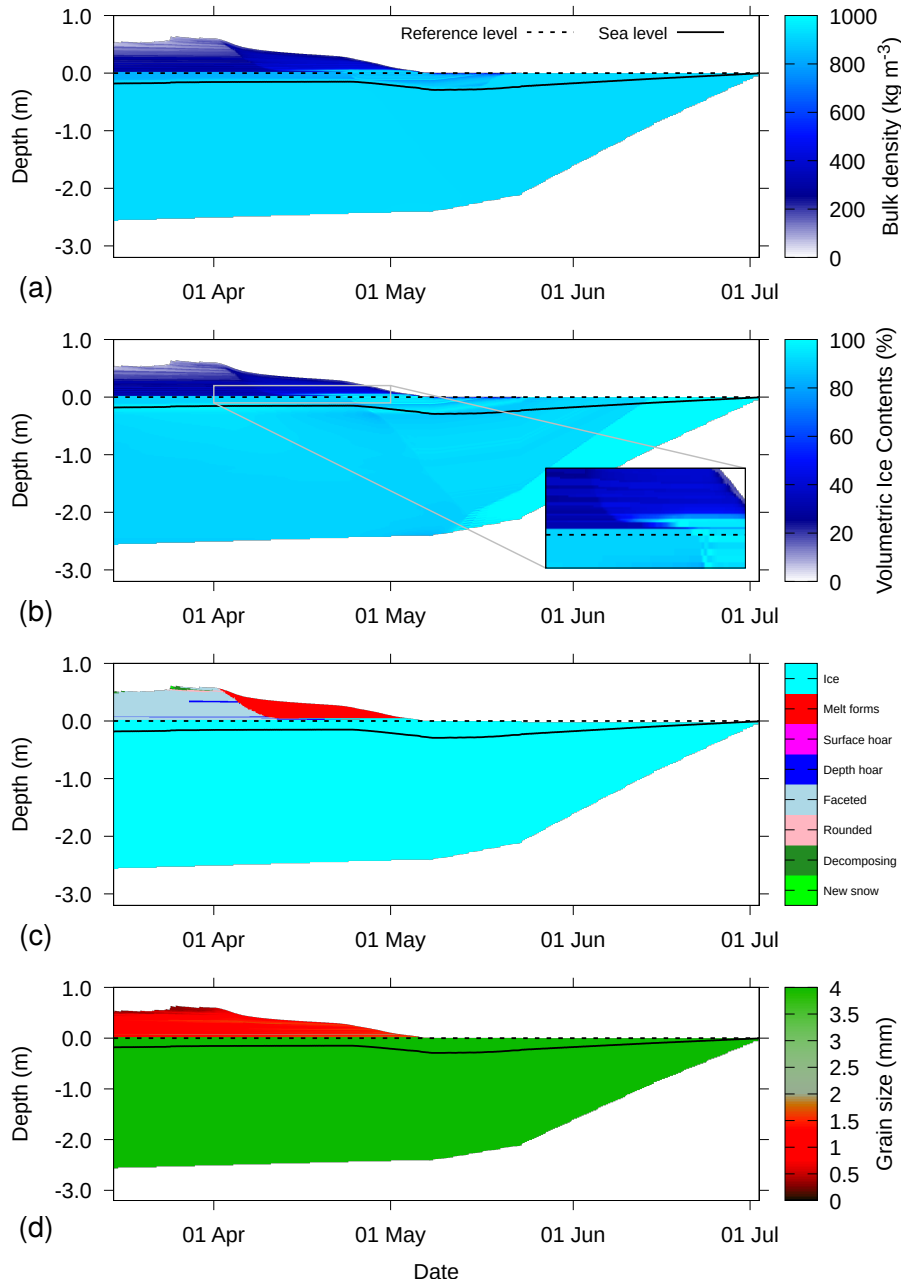 (a)
Depth (m)
1.0
0.0
-1.0
-2.0
-3.0
Reference level
Sea level
01 Apr
01 May
01 Jun
01 Jul
1000
800
600
400
200
0
Bulk density (kg m⁻³)
(b)
Depth (m)
1.0
0.0
-1.0
-2.0
-3.0
01 Apr
01 May
01 Jun
01 Jul
100
80
60
40
20
0
Volumetric Ice Contents (%)
(c)
Depth (m)
1.0
0.0
-1.0
-2.0
-3.0
01 Apr
01 May
01 Jun
01 Jul
Ice
Melt forms
Surface hoar
Depth hoar
Faceted
Rounded
Decomposing
New snow
(d)
Depth (m)
1.0
0.0
-1.0
-2.0
-3.0
01 Apr
01 May
01 Jun
01 Jul
Date
4
3.5
3
2.5
2
1.5
1
0.5
0
Grain size (mm)